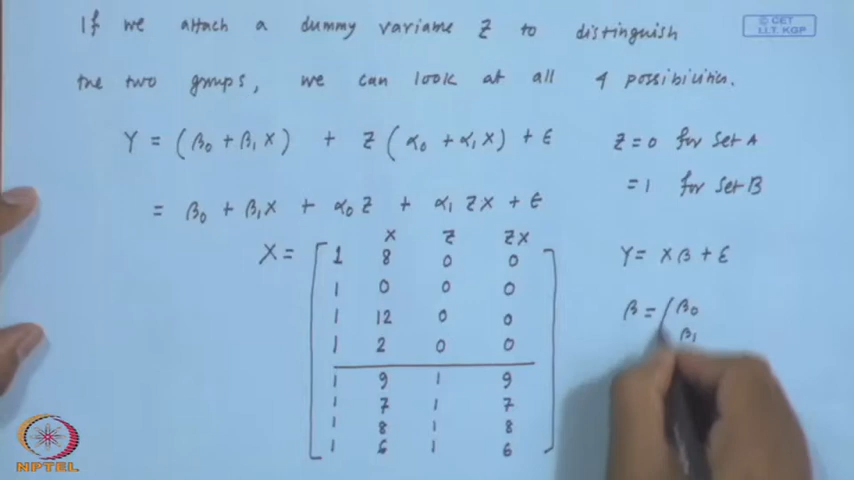 If we attach a dummy variable Z to distinguish
© CET
I.I.T. KGP
the two groups, we can look at all 4 possibilities.
Y = (β₀ + β₁X) + Z(α₀ + α₁X) + ε
Z=0 for Set A
= β₀ + β₁X + α₀Z + α₁ZX + ε
=1 for Set B
X Z ZX
X = [ 1 8 0 0
Y = Xβ + ε
1 0 0 0
β = ( β₀
1 12 0 0
β₁
1 2 0 0
1 9 1 9
1 7 1 7
1 8 1 8
1 6 1 6 ]
NPTEL